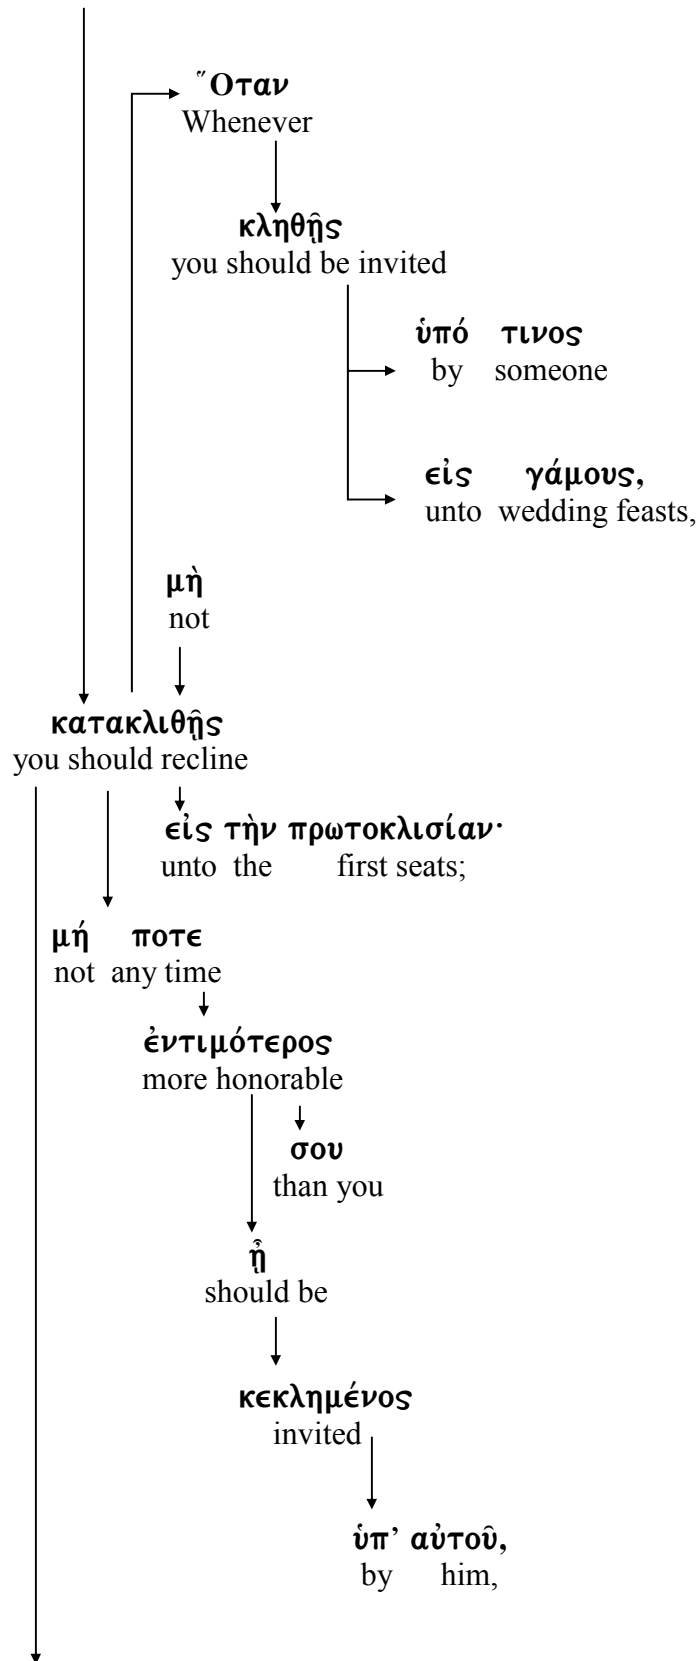 Ὅταν
Whenever
κληθῇς
you should be invited
ὑπό τινος
by someone
εἰς γάμους,
unto wedding feasts,
μὴ
not
κατακλιθῇς
you should recline
εἰς τὴν πρωτοκλισίαν·
unto the first seats;
μή ποτε
not any time
ἐντιμότερος
more honorable
σου
than you
ᾖ
should be
κεκλημένος
invited
ὑπ’ αὐτοῦ,
by him,